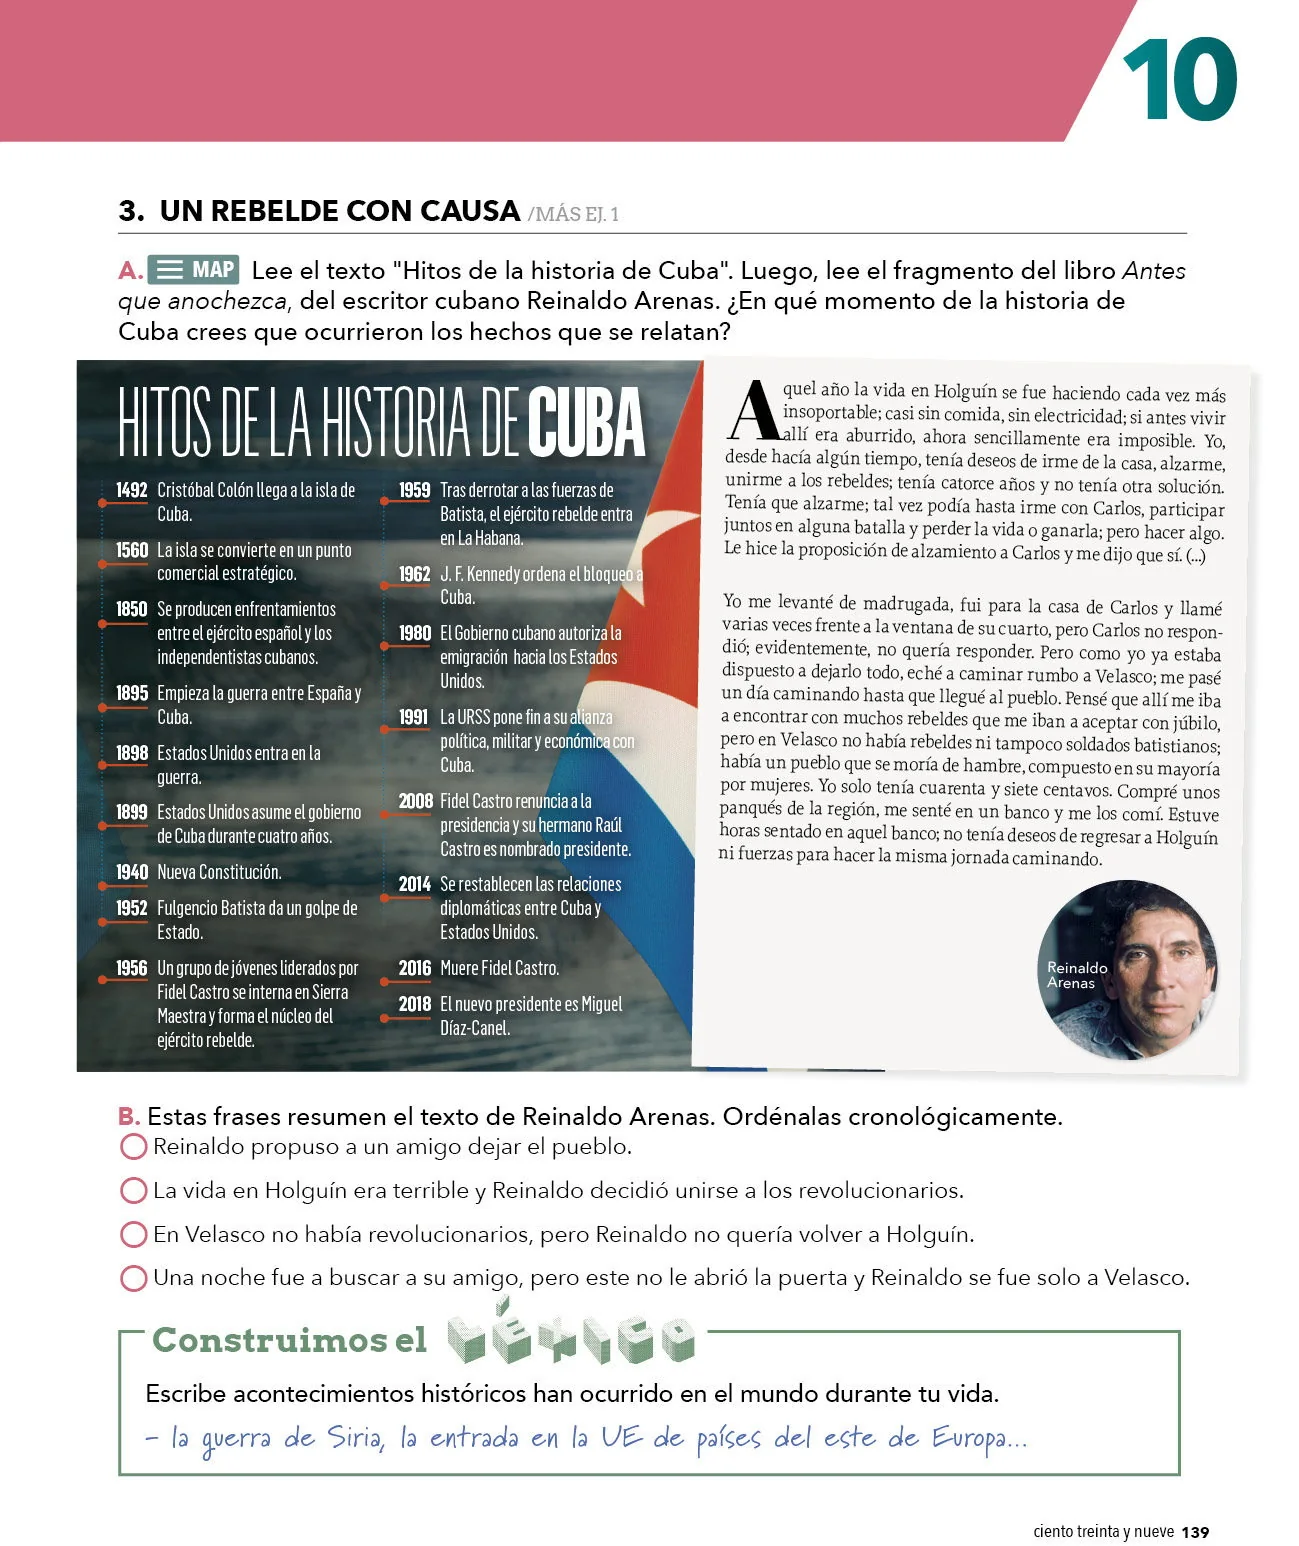 10
3. UN REBELDE CON CAUSA /MÁS EJ. 1
A. MAP Lee el texto "Hitos de la historia de Cuba". Luego, lee el fragmento del libro Antes
que anochezca, del escritor cubano Reinaldo Arenas. ¿En qué momento de la historia de
Cuba crees que ocurrieron los hechos que se relatan?
HITOS DE LA HISTORIA DE CUBA
1492 Cristóbal Colón llega a la isla de
Cuba.
1560 La isla se convierte en un punto
comercial estratégico.
1850 Se producen enfrentamientos
entre el ejército español y los
independentistas cubanos.
1895 Empieza la guerra entre España y
Cuba.
1898 Estados Unidos entra en la
guerra.
1899 Estados Unidos asume el gobierno
de Cuba durante cuatro años.
1940 Nueva Constitución.
1952 Fulgencio Batista da un golpe de
Estado.
1956 Un grupo de jóvenes liderados por
Fidel Castro se interna en Sierra
Maestra y forma el núcleo del
ejército rebelde.
1959 Tras derrotar a las fuerzas de
Batista, el ejército rebelde entra
en La Habana.
1962 J. F. Kennedy ordena el bloqueo a
Cuba.
1980 El Gobierno cubano autoriza la
emigración hacia los Estados
Unidos.
1991 La URSS pone fin a su alianza
política, militar y económica con
Cuba.
2008 Fidel Castro renuncia a la
presidencia y su hermano Raúl
Castro es nombrado presidente.
2014 Se restablecen las relaciones
diplomáticas entre Cuba y
Estados Unidos.
2016 Muere Fidel Castro.
2018 El nuevo presidente es Miguel
Díaz-Canel.
Aquel año la vida en Holguín se fue haciendo cada vez más
insoportable; casi sin comida, sin electricidad; si antes vivir
allí era aburrido, ahora sencillamente era imposible. Yo,
desde hacía algún tiempo, tenía deseos de irme de la casa, alzarme,
unirme a los rebeldes; tenía catorce años y no tenía otra solución.
Tenía que alzarme; tal vez podía hasta irme con Carlos, participar
juntos en alguna batalla y perder la vida o ganarla; pero hacer algo.
Le hice la proposición de alzamiento a Carlos y me dijo que sí. (...)
Yo me levanté de madrugada, fui para la casa de Carlos y llamé
varias veces frente a la ventana de su cuarto, pero Carlos no respon-
dió; evidentemente, no quería responder. Pero como yo ya estaba
dispuesto a dejarlo todo, eché a caminar rumbo a Velasco; me pasé
un día caminando hasta que llegué al pueblo. Pensé que allí me iba
a encontrar con muchos rebeldes que me iban a aceptar con júbilo,
pero en Velasco no había rebeldes ni tampoco soldados batistianos;
había un pueblo que se moría de hambre, compuesto en su mayoría
por mujeres. Yo solo tenía cuarenta y siete centavos. Compré unos
panqués de la región, me senté en un banco y me los comí. Estuve
horas sentado en aquel banco; no tenía deseos de regresar a Holguín
ni fuerzas para hacer la misma jornada caminando.
Reinaldo
Arenas
B. Estas frases resumen el texto de Reinaldo Arenas. Ordénalas cronológicamente.
Reinaldo propuso a un amigo dejar el pueblo.
La vida en Holguín era terrible y Reinaldo decidió unirse a los revolucionarios.
En Velasco no había revolucionarios, pero Reinaldo no quería volver a Holguín.
Una noche fue a buscar a su amigo, pero este no le abrió la puerta y Reinaldo se fue solo a Velasco.
Construimos el LÉXICO
Escribe acontecimientos históricos han ocurrido en el mundo durante tu vida.
– la guerra de Siria, la entrada en la UE de países del este de Europa...
ciento treinta y nueve 139